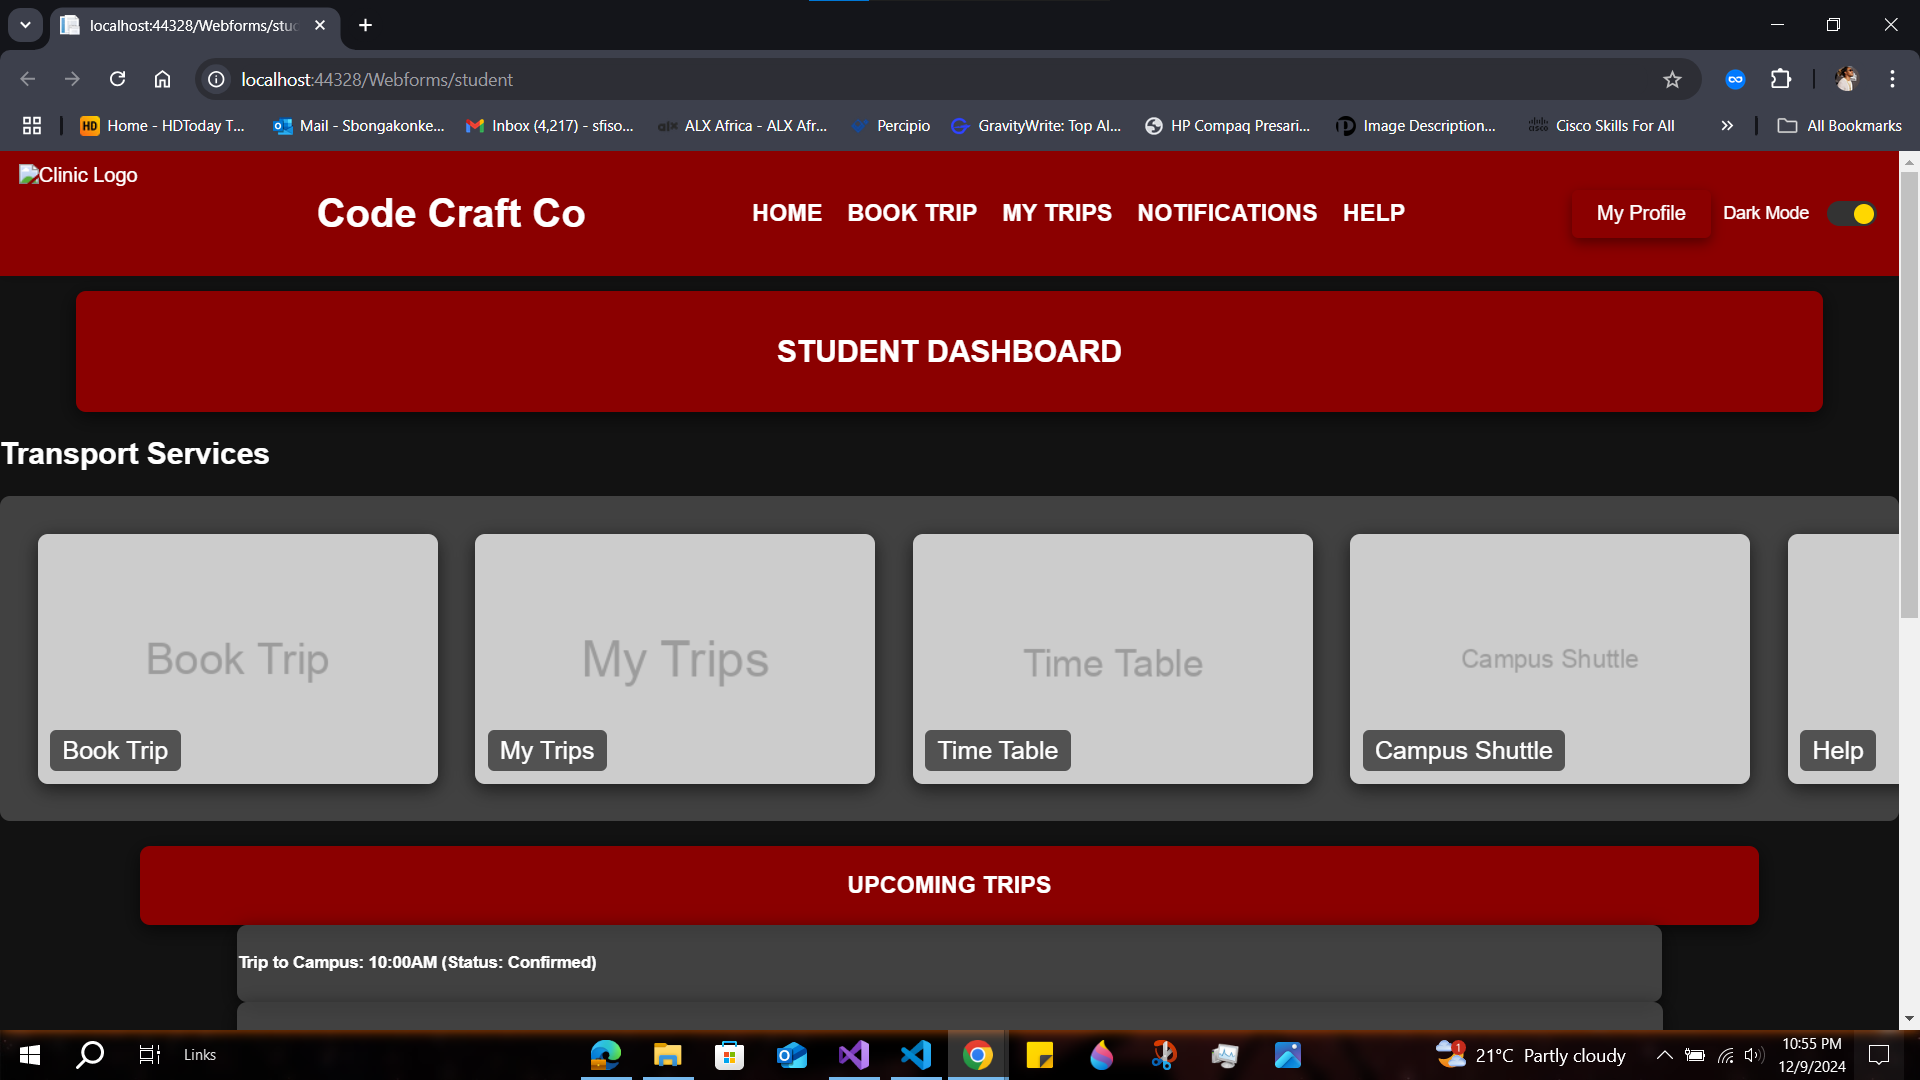 localhost:44328/Webforms/stud
localhost:44328/Webforms/student
HD Home - HDToday T...
Mail - Sbongakonke...
Inbox (4,217) - sfiso...
alx ALX Africa - ALX Afr...
Percipio
GravityWrite: Top AI...
HP Compaq Presari...
Image Description...
Cisco Skills For All
All Bookmarks
Clinic Logo
Code Craft Co
HOME BOOK TRIP MY TRIPS NOTIFICATIONS HELP
My Profile
Dark Mode
STUDENT DASHBOARD
Transport Services
Book Trip
My Trips
Time Table
Campus Shuttle
Book Trip
My Trips
Time Table
Campus Shuttle
Help
UPCOMING TRIPS
Trip to Campus: 10:00AM (Status: Confirmed)
Links
1
21°C Partly cloudy
10:55 PM
12/9/2024